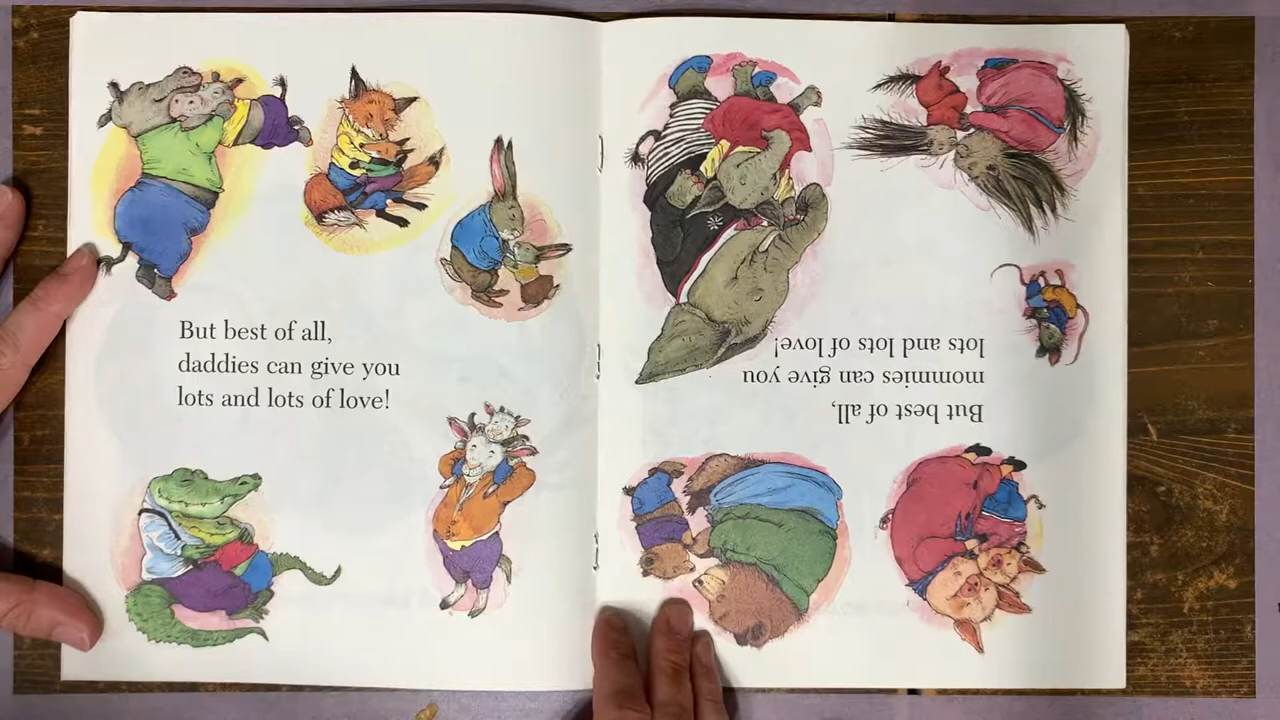 But best of all,
daddies can give you
lots and lots of love!
But best of all,
mommies can give you
lots and lots of love!